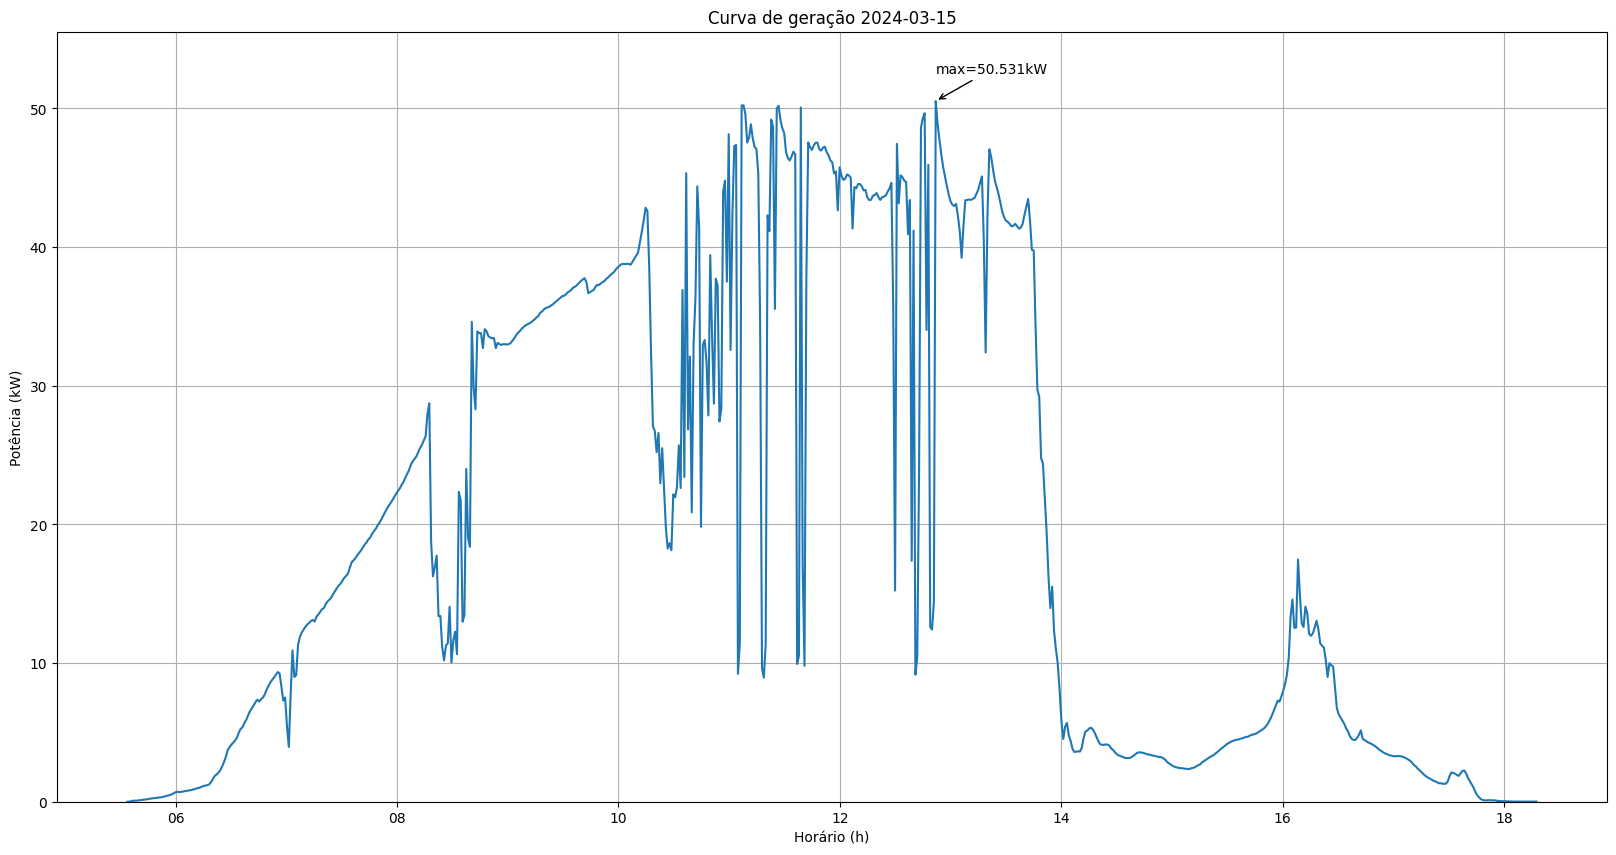 Curva de geração 2024-03-15
max=50.531kW
Potência (kW)
50
40
30
20
10
0
06 08 10 12 14 16 18
Horário (h)